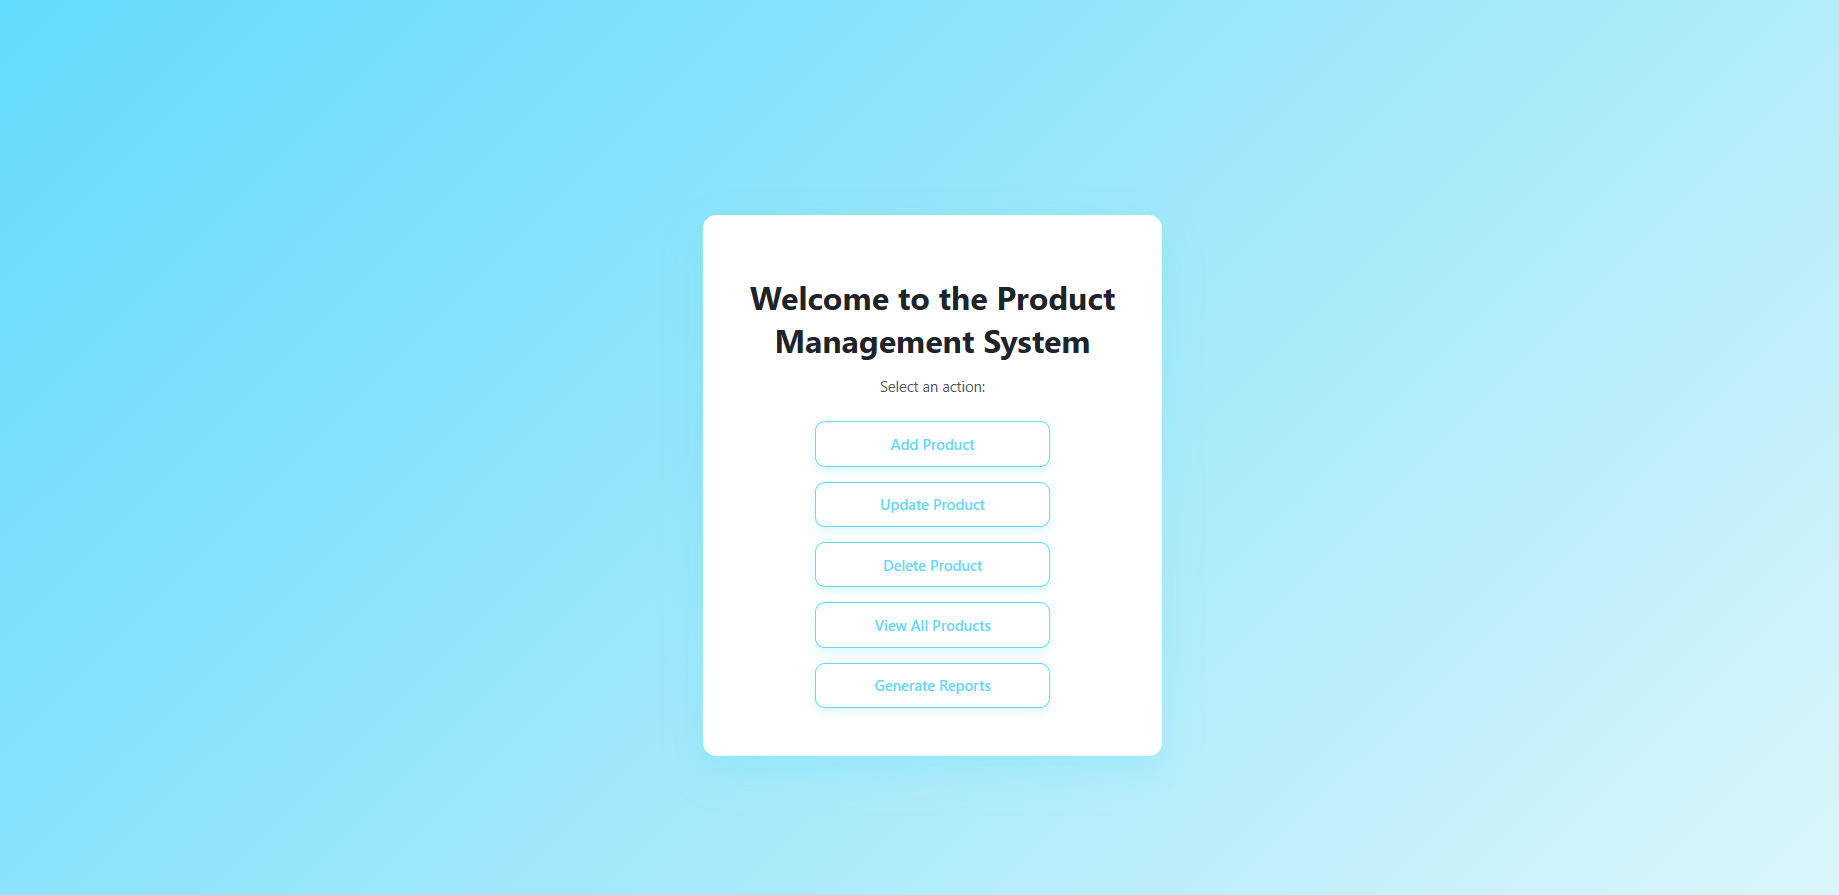 Welcome to the Product
Management System
Select an action:
Add Product
Update Product
Delete Product
View All Products
Generate Reports